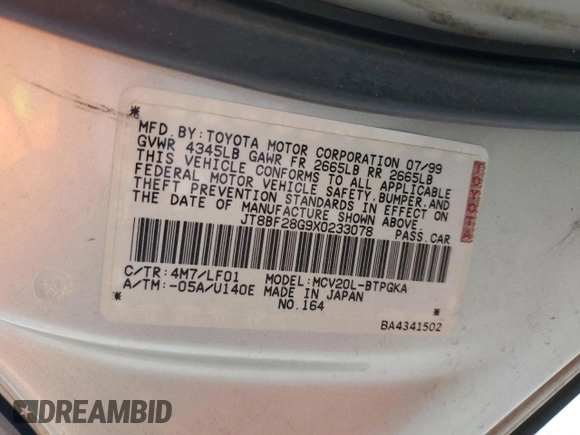 MFD.BY:TOYOTA MOTOR CORPORATION 07/99
GVWR 4345LB GAWR FR 2665LB RR 2665LB
THIS VEHICLE CONFORMS TO ALL APPLICABLE
FEDERAL MOTOR VEHICLE SAFETY,BUMPER,AND
THEFT PREVENTION STANDARDS IN EFFECT ON
THE DATE OF MANUFACTURE SHOWN ABOVE.
JT8BF28G9X0233078 PASS.CAR
TOYOTA
C/TR:4M7/LF01 MODEL:MCV20L-BTPGKA
A/TM:-05A/U140E MADE IN JAPAN
NO.164
BA4341502
DREAMBID